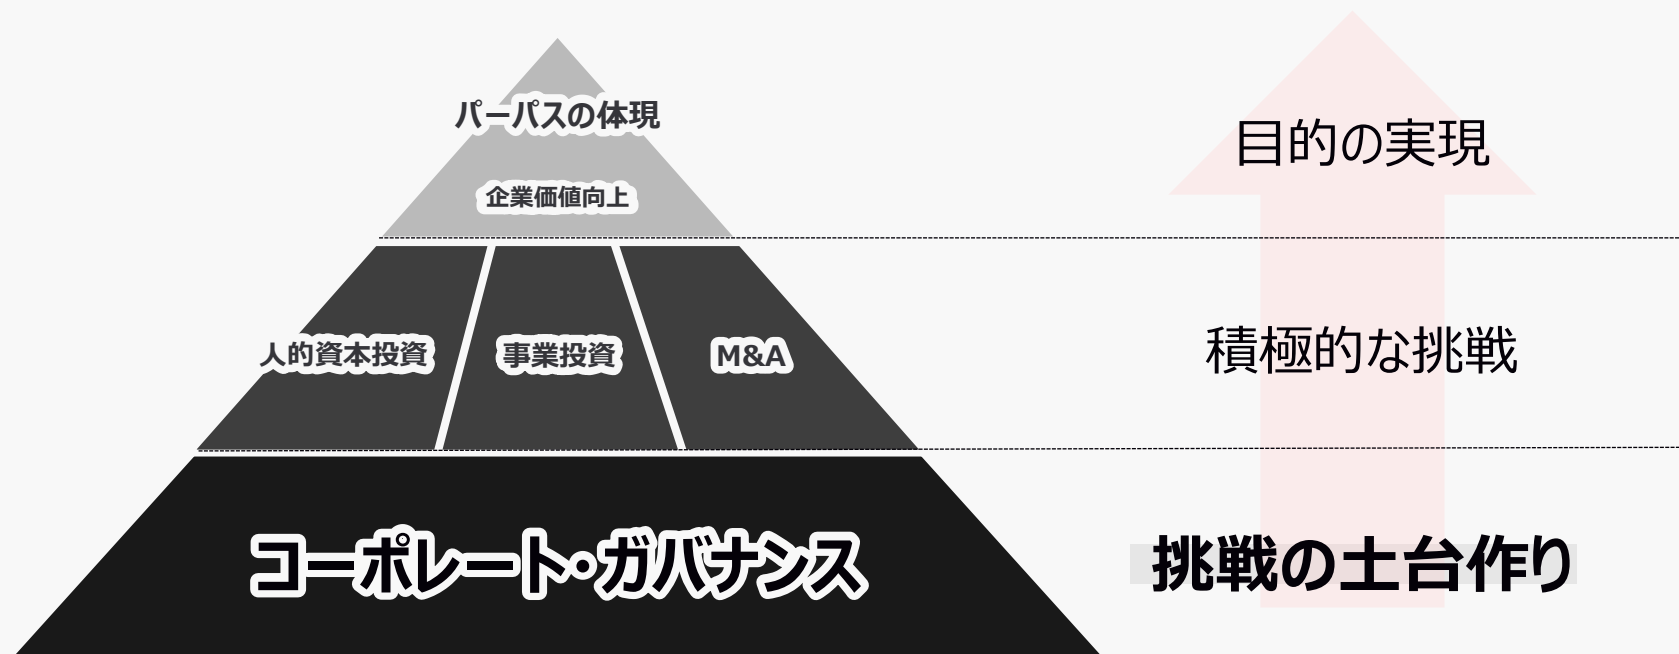 パーパスの体現
企業価値向上
目的の実現
人的資本投資
事業投資
M&A
積極的な挑戦
コーポレート・ガバナンス
挑戦の土台作り